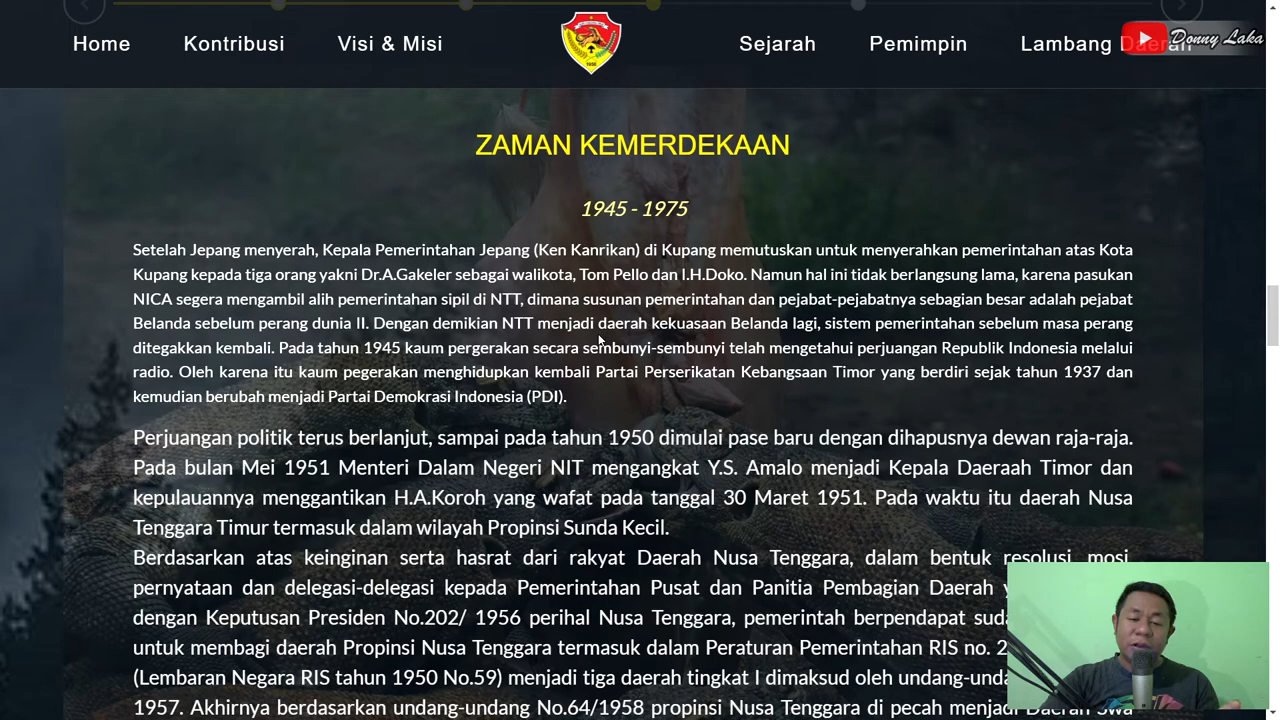 Home Kontribusi Visi & Misi Sejarah Pemimpin Lambang Daerah
Donny Laka
1958
ZAMAN KEMERDEKAAN
1945 - 1975
Setelah Jepang menyerah, Kepala Pemerintahan Jepang (Ken Kanrikan) di Kupang memutuskan untuk menyerahkan pemerintahan atas Kota
Kupang kepada tiga orang yakni Dr.A.Gakeler sebagai walikota, Tom Pello dan I.H.Doko. Namun hal ini tidak berlangsung lama, karena pasukan
NICA segera mengambil alih pemerintahan sipil di NTT, dimana susunan pemerintahan dan pejabat-pejabatnya sebagian besar adalah pejabat
Belanda sebelum perang dunia II. Dengan demikian NTT menjadi daerah kekuasaan Belanda lagi, sistem pemerintahan sebelum masa perang
ditegakkan kembali. Pada tahun 1945 kaum pergerakan secara sembunyi-sembunyi telah mengetahui perjuangan Republik Indonesia melalui
radio. Oleh karena itu kaum pegerakan menghidupkan kembali Partai Perserikatan Kebangsaan Timor yang berdiri sejak tahun 1937 dan
kemudian berubah menjadi Partai Demokrasi Indonesia (PDI).
Perjuangan politik terus berlanjut, sampai pada tahun 1950 dimulai pase baru dengan dihapusnya dewan raja-raja.
Pada bulan Mei 1951 Menteri Dalam Negeri NIT mengangkat Y.S. Amalo menjadi Kepala Daeraah Timor dan
kepulauannya menggantikan H.A.Koroh yang wafat pada tanggal 30 Maret 1951. Pada waktu itu daerah Nusa
Tenggara Timur termasuk dalam wilayah Propinsi Sunda Kecil.
Berdasarkan atas keinginan serta hasrat dari rakyat Daerah Nusa Tenggara, dalam bentuk resolusi, mosi,
pernyataan dan delegasi-delegasi kepada Pemerintahan Pusat dan Panitia Pembagian Daerah
dengan Keputusan Presiden No.202/ 1956 perihal Nusa Tenggara, pemerintah berpendapat
untuk membagi daerah Propinsi Nusa Tenggara termasuk dalam Peraturan Pemerintahan RIS no.
(Lembaran Negara RIS tahun 1950 No.59) menjadi tiga daerah tingkat I dimaksud oleh
1957. Akhirnya berdasarkan undang-undang No.64/1958 propinsi Nusa Tenggara di pecah menjadi Daerah Swa